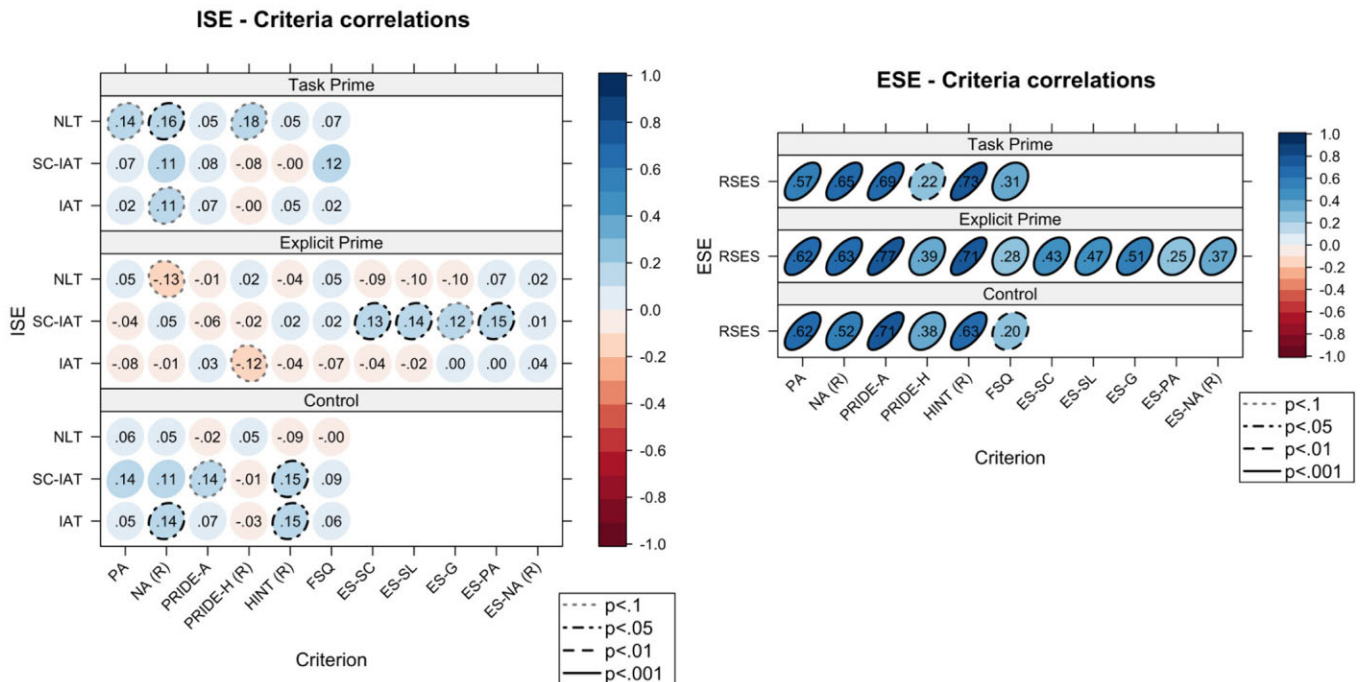 ISE - Criteria correlations
Task Prime
NLT .14 .16 .05 .18 .05 .07
SC-IAT .07 .11 .08 -.08 -.00 .12
IAT .02 .11 .07 -.00 .05 .02
Explicit Prime
NLT .05 -.13 -.01 .02 -.04 .05 -.09 -.10 -.10 .07 .02
SC-IAT -.04 .05 -.06 -.02 .02 .02 .13 .14 .12 .15 .01
IAT -.08 -.01 .03 -.12 -.04 -.07 -.04 -.02 .00 .00 .04
Control
NLT .06 .05 -.02 .05 -.09 -.00
SC-IAT .14 .11 .14 -.01 .15 .09
IAT .05 .14 .07 -.03 .15 .06
ISE
PA NA (R) PRIDE-A PRIDE-H (R) HINT (R) FSQ ES-SC ES-SL ES-G ES-PA ES-NA (R)
Criterion
1.0
0.8
0.6
0.4
0.2
0.0
-0.2
-0.4
-0.6
-0.8
-1.0
p<.1
p<.05
p<.01
p<.001
ESE - Criteria correlations
Task Prime
RSES .57 .65 .69 .22 .73 .31
Explicit Prime
RSES .62 .63 .77 .39 .71 .28 .43 .47 .51 .25 .37
Control
RSES .62 .52 .71 .38 .63 .20
ESE
PA NA (R) PRIDE-A PRIDE-H HINT (R) FSQ ES-SC ES-SL ES-G ES-PA ES-NA (R)
Criterion
1.0
0.8
0.6
0.4
0.2
0.0
-0.2
-0.4
-0.6
-0.8
-1.0
p<.1
p<.05
p<.01
p<.001